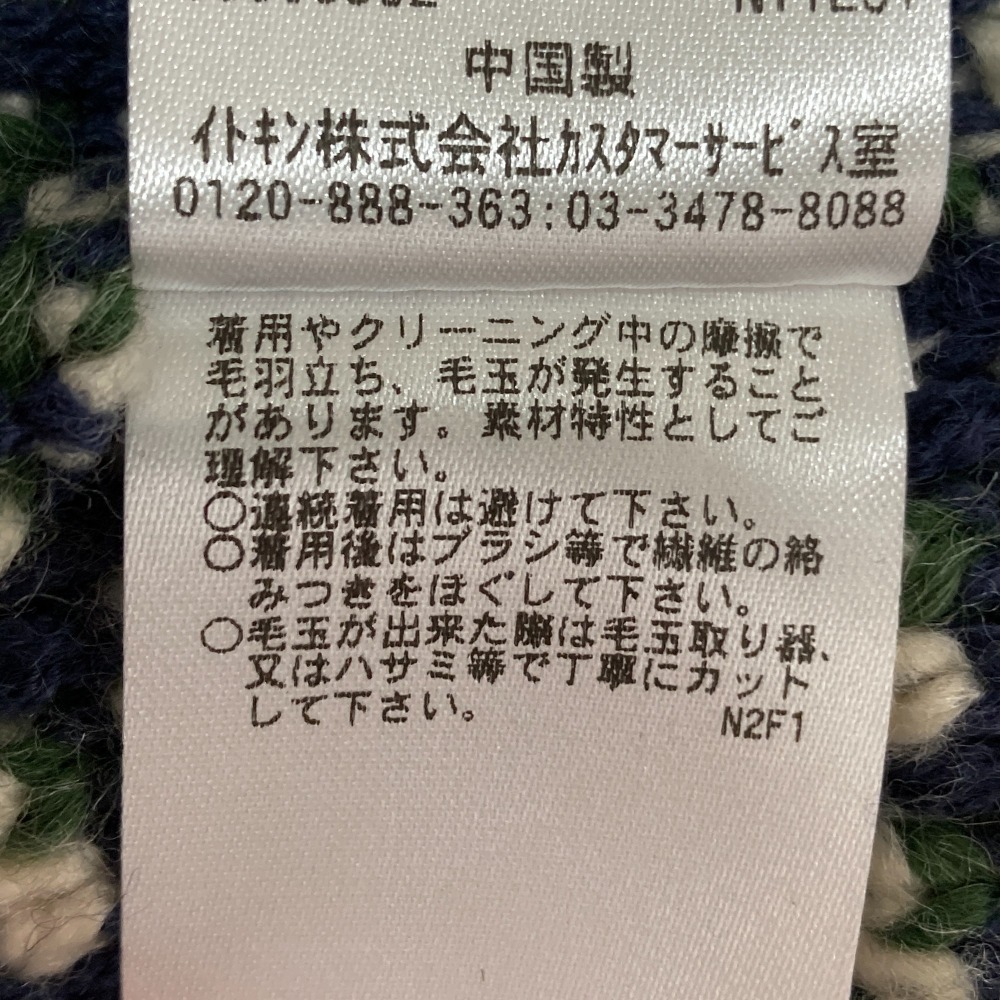 中国製
イトキン株式会社カスタマーサービス室
0120-888-363:03-3478-8088
着用やクリーニング中の摩擦で
毛羽立ち、毛玉が発生すること
があります。素材特性としてご
理解下さい。
○連続着用は避けて下さい。
○着用後はブラシ等で繊維の絡
みつきをほぐして下さい。
○毛玉が出来た際は毛玉取り器、
又はハサミ等で丁寧にカット
して下さい。
N2F1